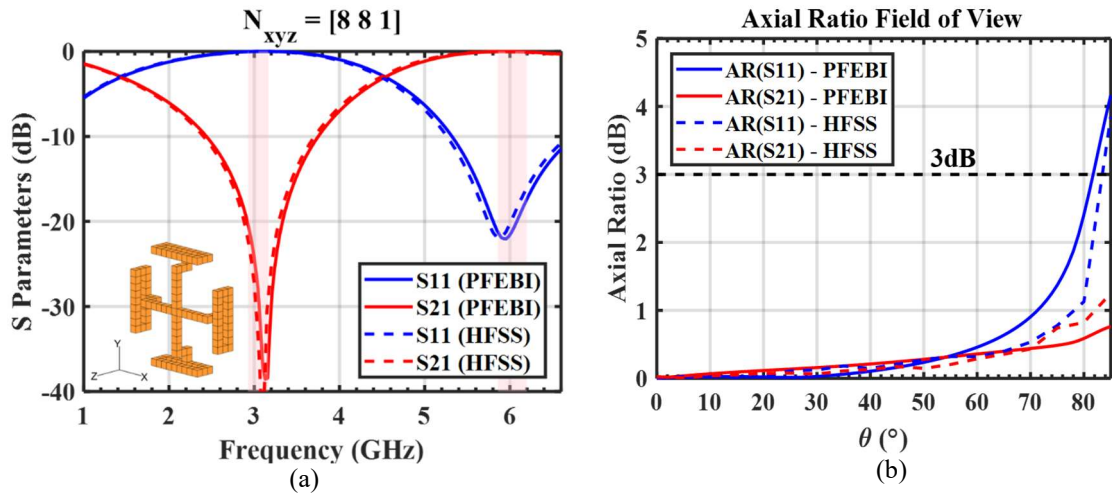 N_xyz = [8 8 1]
0
-10
-20
-30
-40
S Parameters (dB)
Y
Z
X
S11 (PFEBI)
S21 (PFEBI)
S11 (HFSS)
S21 (HFSS)
1 2 3 4 5 6
Frequency (GHz)
(a)
Axial Ratio Field of View
5
4
3
2
1
0
Axial Ratio (dB)
AR(S11) - PFEBI
AR(S21) - PFEBI
AR(S11) - HFSS
AR(S21) - HFSS
3dB
0 10 20 30 40 50 60 70 80
θ (°)
(b)